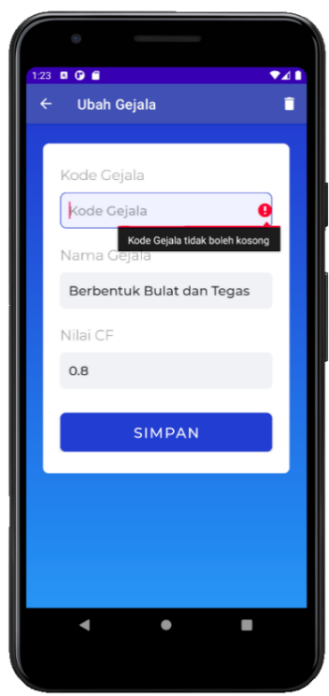 1:23
Ubah Gejala
Kode Gejala
Kode Gejala
Kode Gejala tidak boleh kosong
Nama Gejala
Berbentuk Bulat dan Tegas
Nilai CF
0.8
SIMPAN